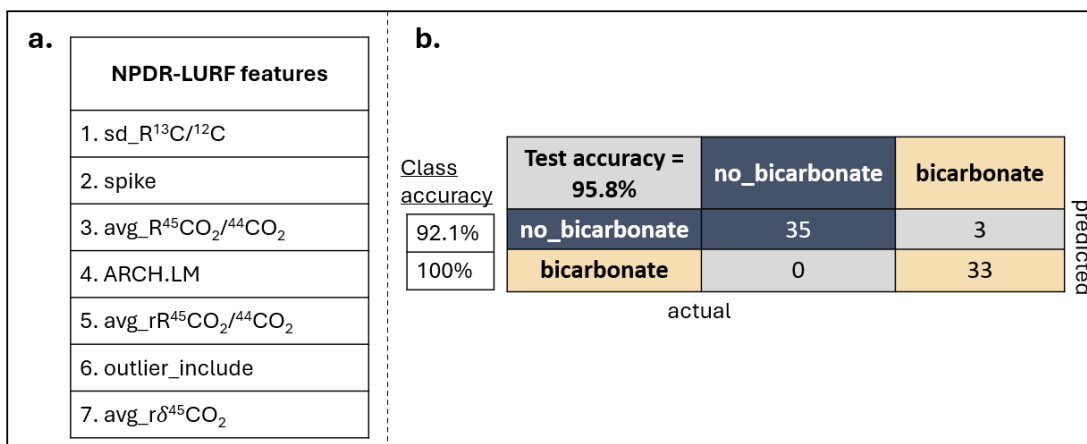 a.
NPDR-LURF features
1. sd_R¹³C/¹²C
2. spike
3. avg_R⁴⁵CO₂/⁴⁴CO₂
4. ARCH.LM
5. avg_rR⁴⁵CO₂/⁴⁴CO₂
6. outlier_include
7. avg_rδ⁴⁵CO₂
b.
Class
accuracy
92.1%
100%
Test accuracy =
95.8%
no_bicarbonate
bicarbonate
no_bicarbonate
35
3
bicarbonate
0
33
predicted
actual